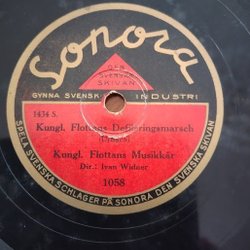 Sonora
DEN
SVENSKA
SKIVAN
GYNNA SVENSK INDUSTRI
1434 S.
Kungl. Flottans Defileringsmarsch
Kungl. Flottans Musikkår
Dir.: Ivar Widner
1058
SPELA SVENSKA SCHLAGER PÅ SONORA DEN SVENSKA SKIVAN